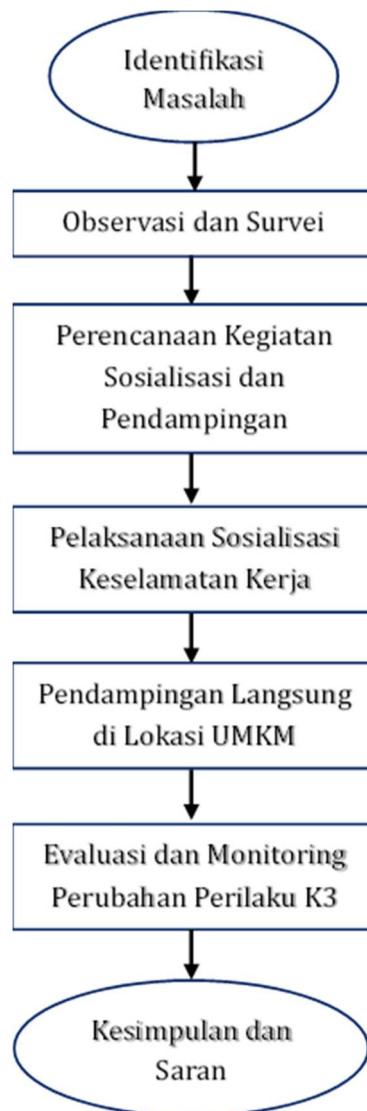 Identifikasi
Masalah
Observasi dan Survei
Perencanaan Kegiatan
Sosialisasi dan
Pendampingan
Pelaksanaan Sosialisasi
Keselamatan Kerja
Pendampingan Langsung
di Lokasi UMKM
Evaluasi dan Monitoring
Perubahan Perilaku K3
Kesimpulan dan
Saran